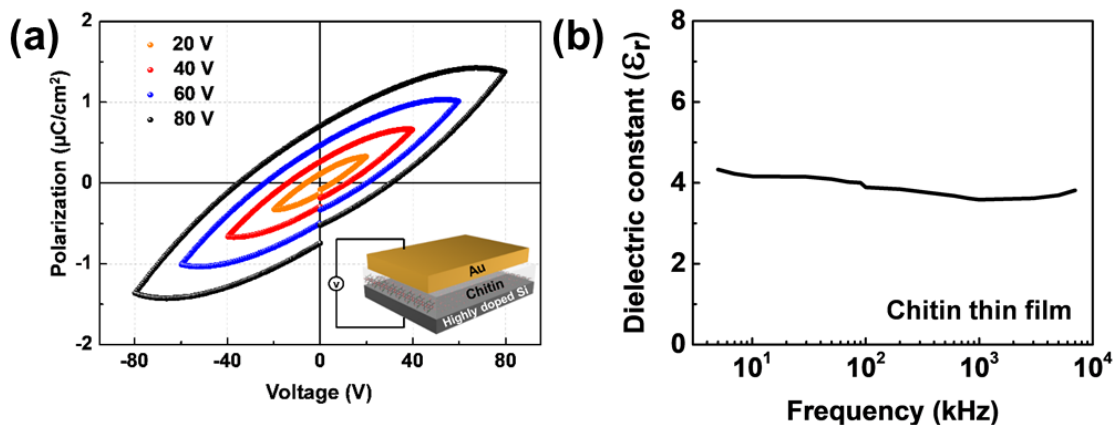 (a)
2
1
0
-1
-2
Polarization (µC/cm²)
20 V
40 V
60 V
80 V
-80
-40
0
40
80
Voltage (V)
V
Au
Chitin
Highly doped Si
(b)
8
6
4
2
0
Dielectric constant (εr)
Chitin thin film
10¹
10²
10³
10⁴
Frequency (kHz)